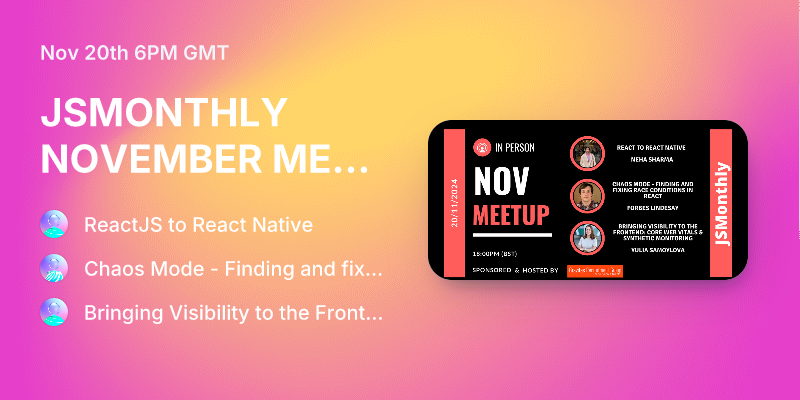 Nov 20th 6PM GMT
JSMONTHLY
NOVEMBER ME...
ReactJS to React Native
Chaos Mode - Finding and fix...
Bringing Visibility to the Front...
20/11/2024
IN PERSON
NOV
MEETUP
18:00PM (BST)
SPONSORED & HOSTED BY
REACT TO REACT NATIVE
NEHA SHARMA
CHAOS MODE - FINDING AND
FIXING RACE CONDITIONS IN
REACT
FORBES LINDESAY
BRINGING VISIBILITY TO THE
FRONTEND: CORE WEB VITALS &
SYNTHETIC MONITORING
YULIA SAMOYLOVA
JSMonthly